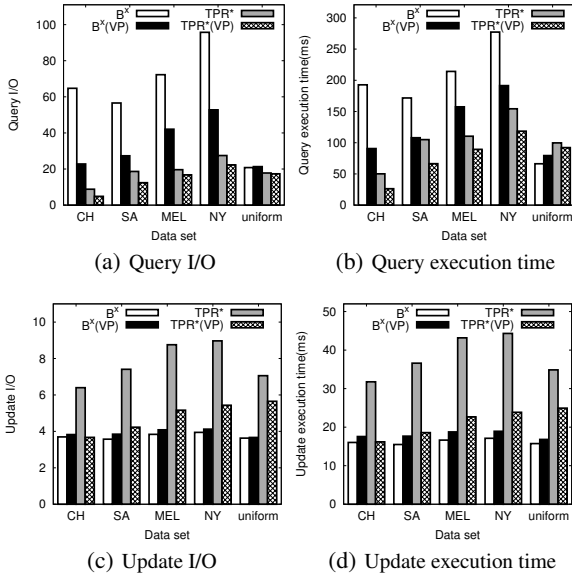 B^x
B^x(VP)
TPR*
TPR*(VP)
Query I/O
100
80
60
40
20
0
CH SA MEL NY uniform
Data set
(a) Query I/O
B^x
B^x(VP)
TPR*
TPR*(VP)
Query execution time(ms)
300
250
200
150
100
50
0
CH SA MEL NY uniform
Data set
(b) Query execution time
B^x
B^x(VP)
TPR*
TPR*(VP)
Update I/O
10
8
6
4
2
0
CH SA MEL NY uniform
Data set
(c) Update I/O
B^x
B^x(VP)
TPR*
TPR*(VP)
Update execution time(ms)
50
40
30
20
10
0
CH SA MEL NY uniform
Data set
(d) Update execution time